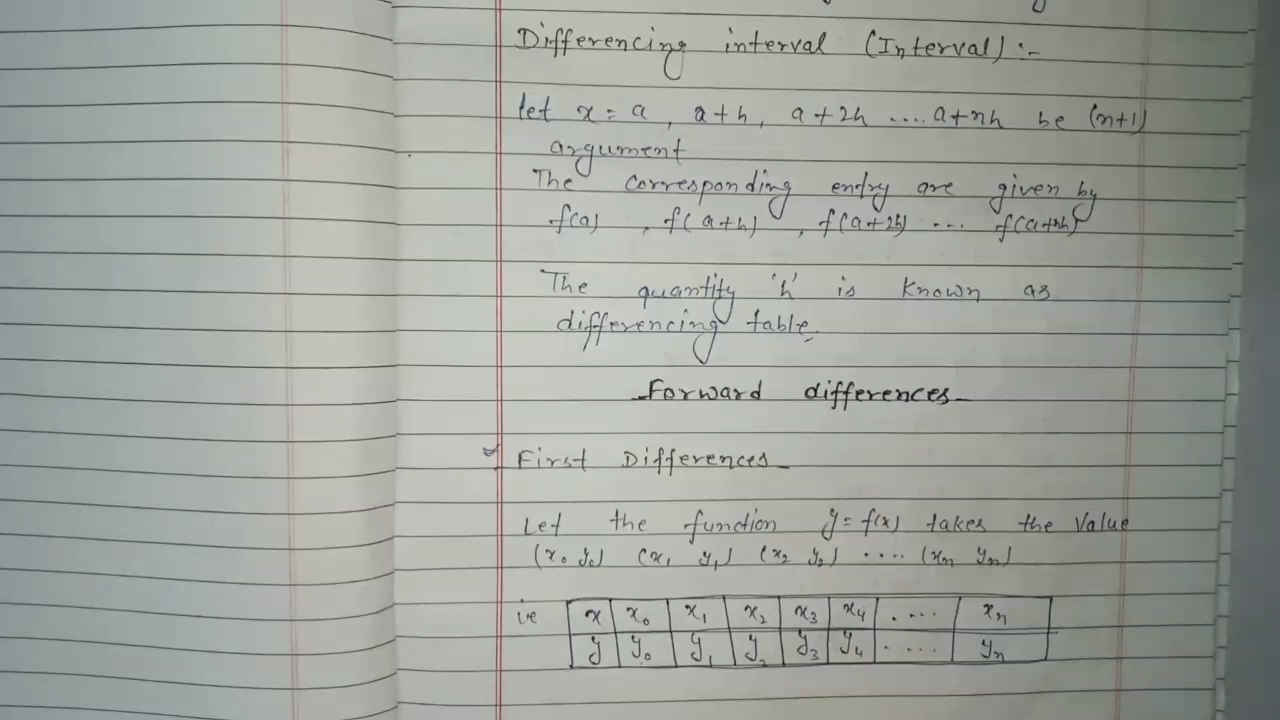 Differencing interval (Interval) :-
let x = a , a+h, a+2h .... a+nh be (n+1)
argument
The corresponding entry are given by
f(a) , f(a+h) , f(a+2h) ... f(a+nh)
The quantity 'h' is known as
differencing table.
Forward differences
First Differences
Let the function y = f(x) takes the value
(x₀ y₀) (x₁ y₁) (x₂ y₂) .... (xₙ yₙ)
ie x x₀ x₁ x₂ x₃ x₄ .... xₙ
y y₀ y₁ y₂ y₃ y₄ .... yₙ